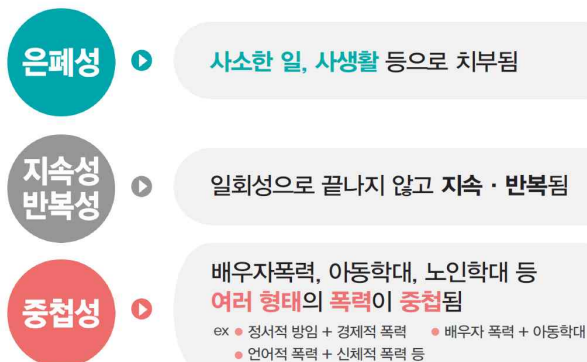 은폐성
사소한 일, 사생활 등으로 치부됨
지속성
반복성
일회성으로 끝나지 않고 지속 · 반복됨
중첩성
배우자폭력, 아동학대, 노인학대 등
여러 형태의 폭력이 중첩됨
ex ● 정서적 방임 + 경제적 폭력 ● 배우자 폭력 + 아동학대
● 언어적 폭력 + 신체적 폭력 등